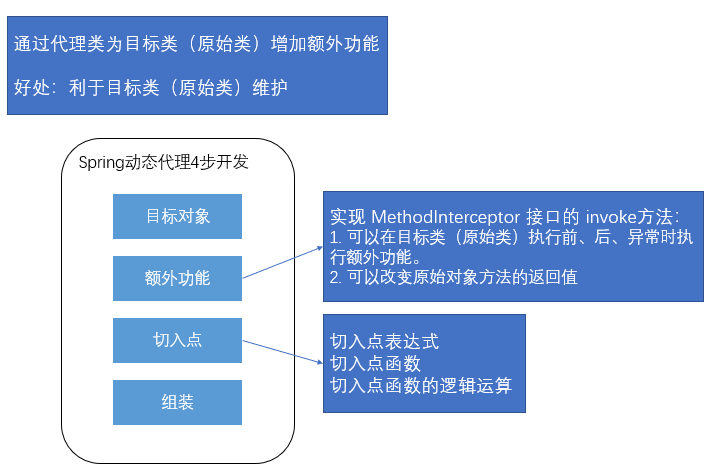 通过代理类为目标类（原始类）增加额外功能
好处：利于目标类（原始类）维护
Spring动态代理4步开发
目标对象
额外功能
切入点
组装
实现 MethodInterceptor 接口的 invoke方法：
1. 可以在目标类（原始类）执行前、后、异常时执
行额外功能。
2. 可以改变原始对象方法的返回值
切入点表达式
切入点函数
切入点函数的逻辑运算